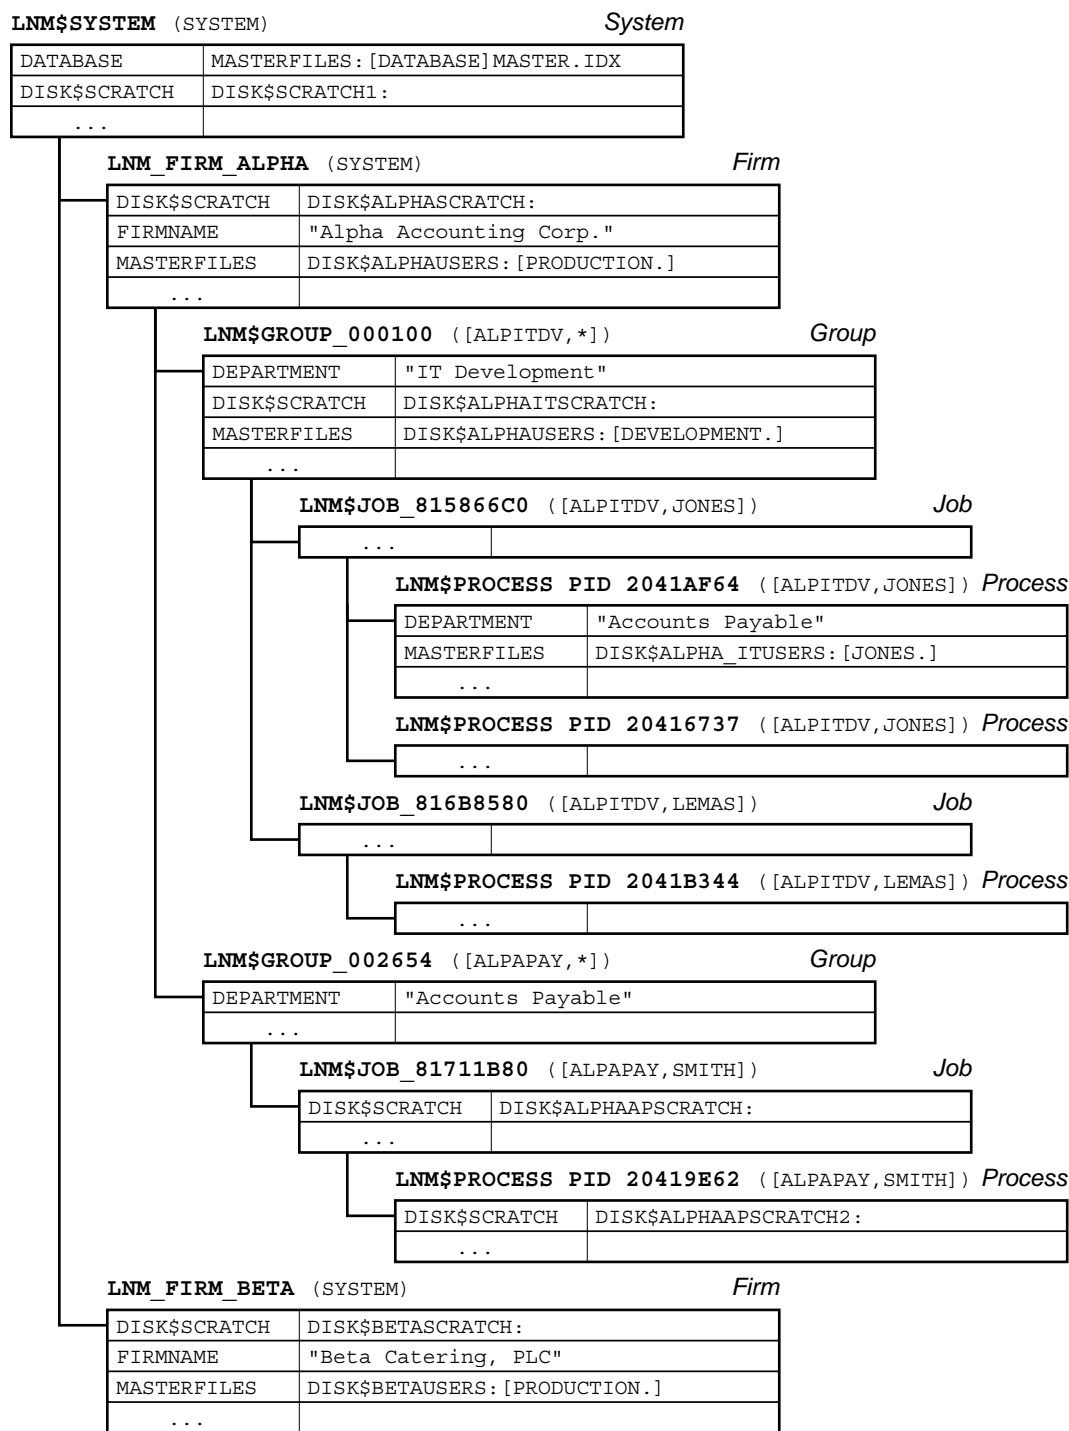 LNM$SYSTEM (SYSTEM) System
DATABASE MASTERFILES:[DATABASE]MASTER.IDX
DISK$SCRATCH DISK$SCRATCH1:
...
LNM_FIRM_ALPHA (SYSTEM) Firm
DISK$SCRATCH DISK$ALPHASCRATCH:
FIRMNAME "Alpha Accounting Corp."
MASTERFILES DISK$ALPHAUSERS:[PRODUCTION.]
...
LNM$GROUP_000100 ([ALPITDV,*]) Group
DEPARTMENT "IT Development"
DISK$SCRATCH DISK$ALPHAITSCRATCH:
MASTERFILES DISK$ALPHAUSERS:[DEVELOPMENT.]
...
LNM$JOB_815866C0 ([ALPITDV,JONES]) Job
...
LNM$PROCESS PID 2041AF64 ([ALPITDV,JONES]) Process
DEPARTMENT "Accounts Payable"
MASTERFILES DISK$ALPHA_ITUSERS:[JONES.]
...
LNM$PROCESS PID 20416737 ([ALPITDV,JONES]) Process
...
LNM$JOB_816B8580 ([ALPITDV,LEMAS]) Job
...
LNM$PROCESS PID 2041B344 ([ALPITDV,LEMAS]) Process
...
LNM$GROUP_002654 ([ALPAPAY,*]) Group
DEPARTMENT "Accounts Payable"
...
LNM$JOB_81711B80 ([ALPAPAY,SMITH]) Job
DISK$SCRATCH DISK$ALPHAAPSCRATCH:
...
LNM$PROCESS PID 20419E62 ([ALPAPAY,SMITH]) Process
DISK$SCRATCH DISK$ALPHAAPSCRATCH2:
...
LNM_FIRM_BETA (SYSTEM) Firm
DISK$SCRATCH DISK$BETASCRATCH:
FIRMNAME "Beta Catering, PLC"
MASTERFILES DISK$BETAUSERS:[PRODUCTION.]
...